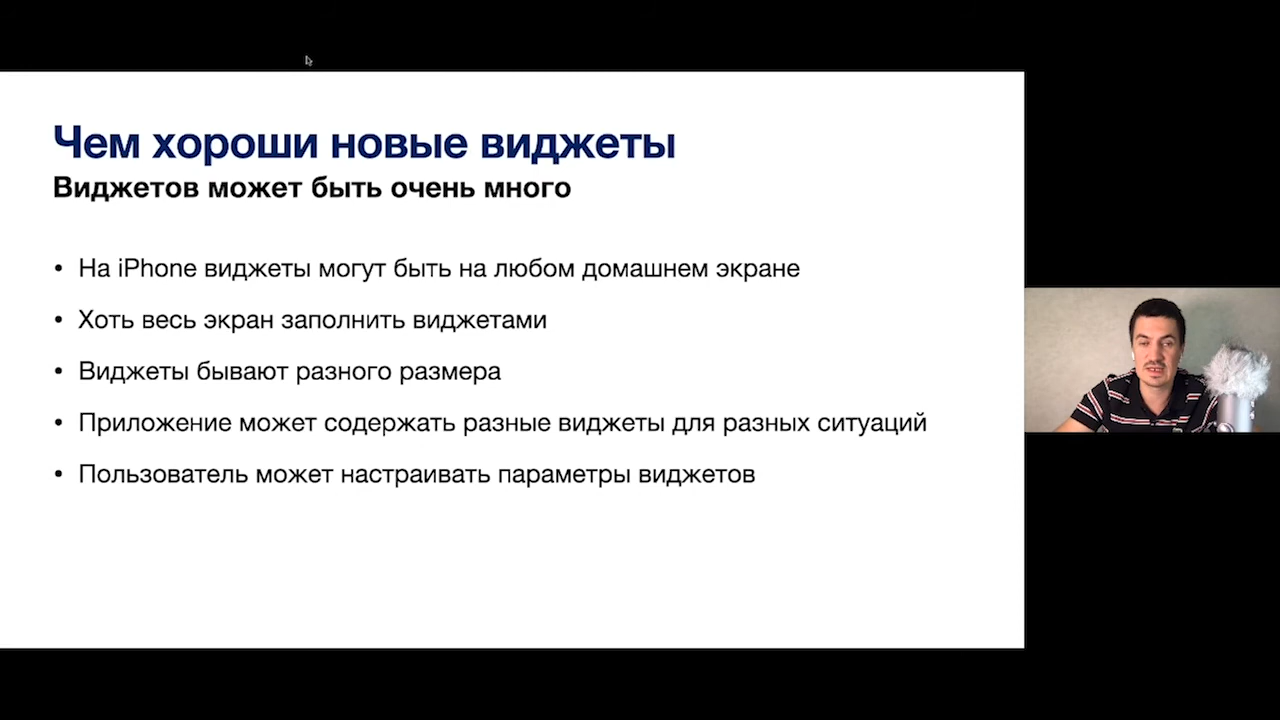 Чем хороши новые виджеты
Виджетов может быть очень много
• На iPhone виджеты могут быть на любом домашнем экране
• Хоть весь экран заполнить виджетами
• Виджеты бывают разного размера
• Приложение может содержать разные виджеты для разных ситуаций
• Пользователь может настраивать параметры виджетов